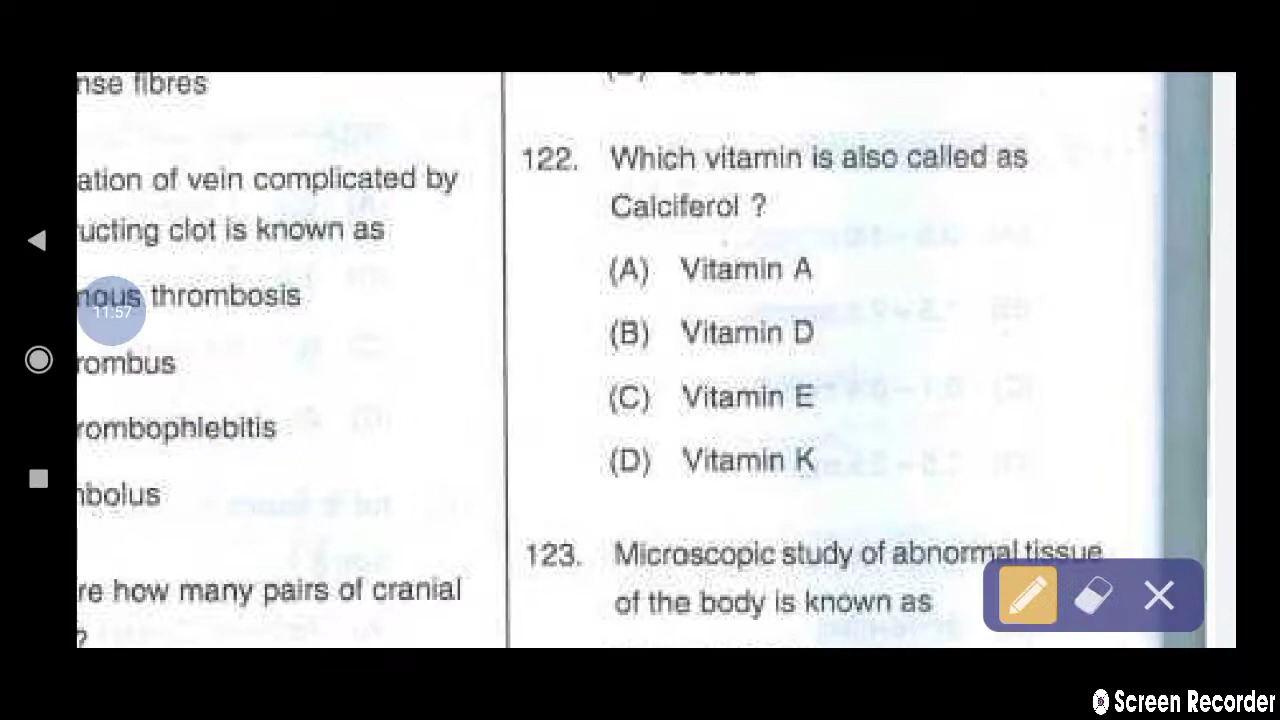 nse fibres
ation of vein complicated by
ucting clot is known as
nous thrombosis
11:57
rombus
rombophlebitis
nbolus
re how many pairs of cranial
?
122. Which vitamin is also called as
Calciferol ?
(A) Vitamin A
(B) Vitamin D
(C) Vitamin E
(D) Vitamin K
123. Microscopic study of abnormal tissue
of the body is known as
Screen Recorder